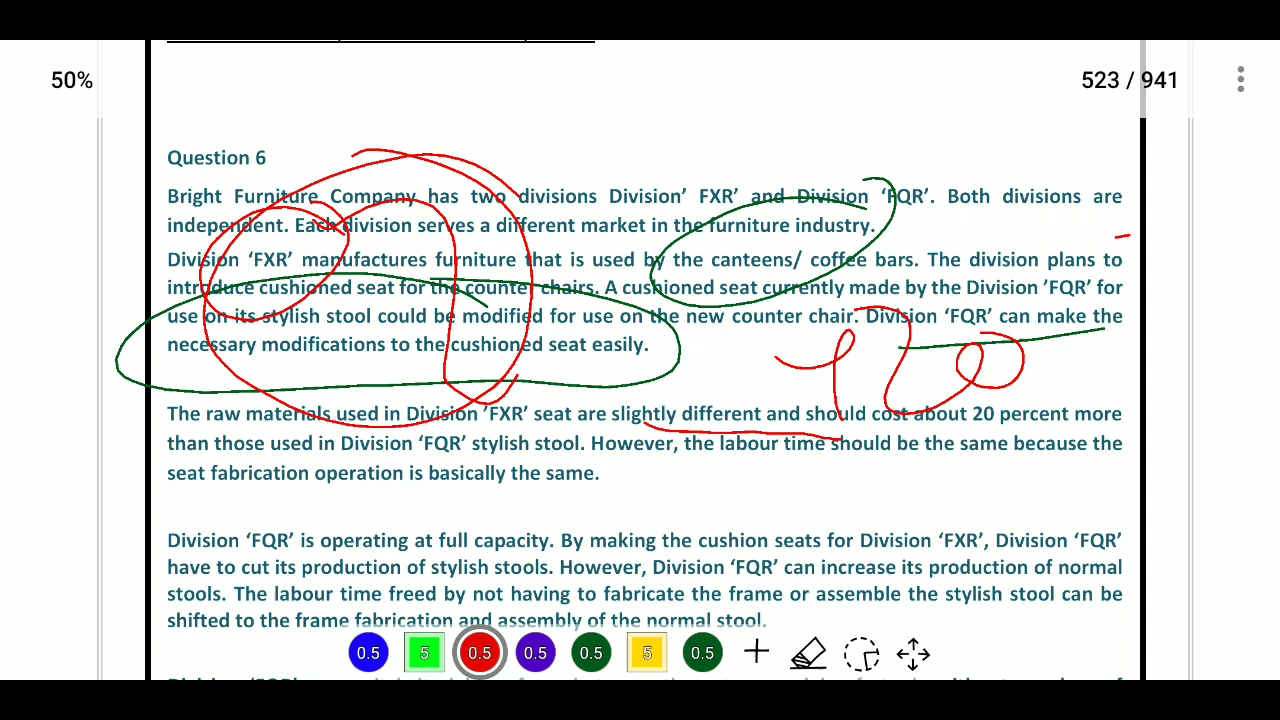 50%
523 / 941
Question 6
Bright Furniture Company has two divisions Division’ FXR’ and Division ‘FQR’. Both divisions are
independent. Each division serves a different market in the furniture industry.
Division ‘FXR’ manufactures furniture that is used by the canteens/ coffee bars. The division plans to
introduce cushioned seat for the counter chairs. A cushioned seat currently made by the Division ’FQR’ for
use on its stylish stool could be modified for use on the new counter chair. Division ‘FQR’ can make the
necessary modifications to the cushioned seat easily.
The raw materials used in Division ’FXR’ seat are slightly different and should cost about 20 percent more
than those used in Division ‘FQR’ stylish stool. However, the labour time should be the same because the
seat fabrication operation is basically the same.
Division ‘FQR’ is operating at full capacity. By making the cushion seats for Division ‘FXR’, Division ‘FQR’
have to cut its production of stylish stools. However, Division ‘FQR’ can increase its production of normal
stools. The labour time freed by not having to fabricate the frame or assemble the stylish stool can be
shifted to the frame fabrication and assembly of the normal stool.
0.5 5 0.5 0.5 0.5 5 0.5